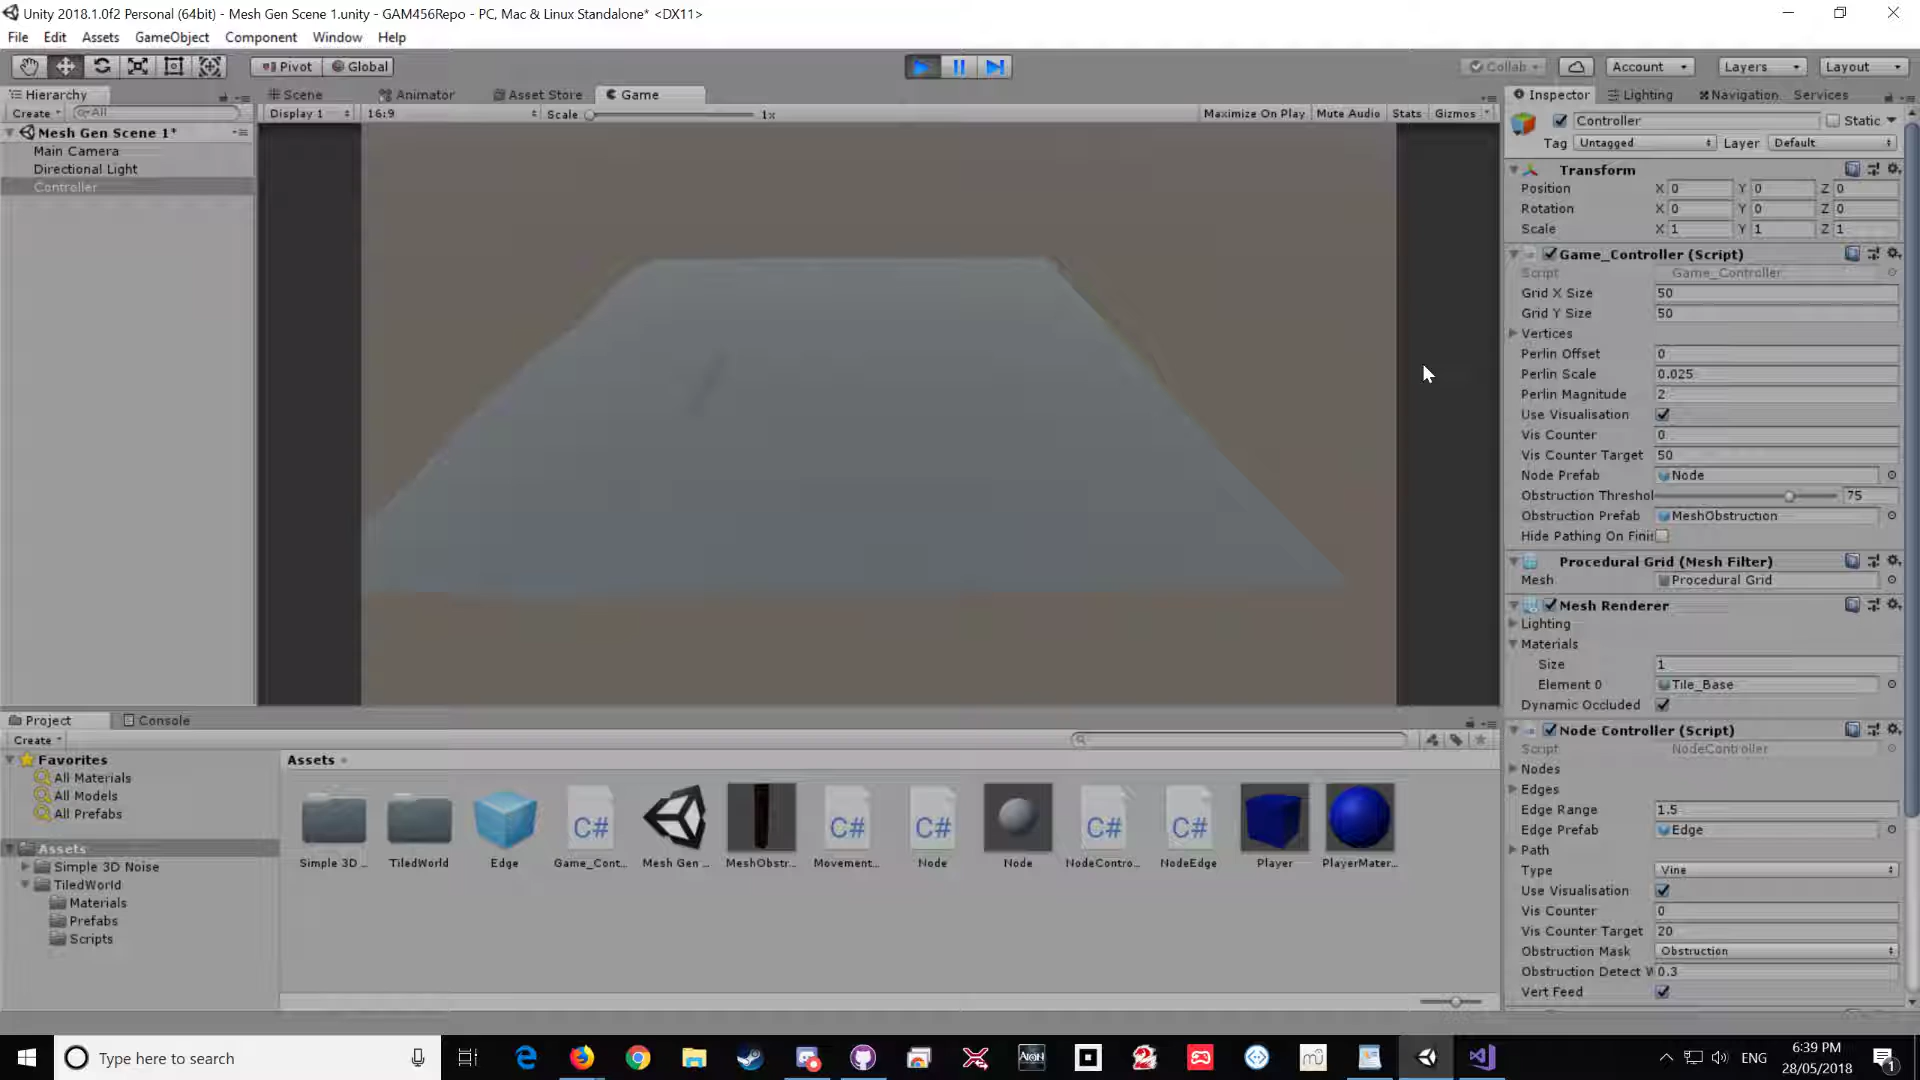 Unity 2018.1.0f2 Personal (64bit) - Mesh Gen Scene 1.unity - GAM456Repo - PC, Mac & Linux Standalone* <DX11>
File Edit Assets GameObject Component Window Help
Pivot Global Collab Account Layers Layout
Hierarchy Scene Animator Asset Store Game Inspector Lighting Navigation Services
Create All Display 1 16:9 Scale 1x Maximize On Play Mute Audio Stats Gizmos
Controller Static
Mesh Gen Scene 1*
Main Camera
Directional Light
Controller
Tag Untagged Layer Default
Transform
Position X 0 Y 0 Z 0
Rotation X 0 Y 0 Z 0
Scale X 1 Y 1 Z 1
Game_Controller (Script)
Script Game_Controller
Grid X Size 50
Grid Y Size 50
Vertices
Perlin Offset 0
Perlin Scale 0.025
Perlin Magnitude 2
Use Visualisation
Vis Counter 0
Vis Counter Target 50
Node Prefab Node
Obstruction Threshol 75
Obstruction Prefab MeshObstruction
Hide Pathing On Fini
Procedural Grid (Mesh Filter)
Mesh Procedural Grid
Mesh Renderer
Lighting
Materials
Size 1
Element 0 Tile_Base
Dynamic Occluded
Node Controller (Script)
Script NodeController
Nodes
Edges
Edge Range 1.5
Edge Prefab Edge
Path
Type Vine
Use Visualisation
Vis Counter 0
Vis Counter Target 20
Obstruction Mask Obstruction
Obstruction Detect W 0.3
Vert Feed
Project Console
Create
Favorites
All Materials
All Models
All Prefabs
Assets
Simple 3D Noise
TiledWorld
Materials
Prefabs
Scripts
Assets
C# C# C# C# C#
Simple 3D ... TiledWorld Edge Game_Cont... Mesh Gen ... MeshObstr... Movement... Node Node NodeContro... NodeEdge Player PlayerMater...
Type here to search
AION
mü
ENG
6:39 PM
28/05/2018
1